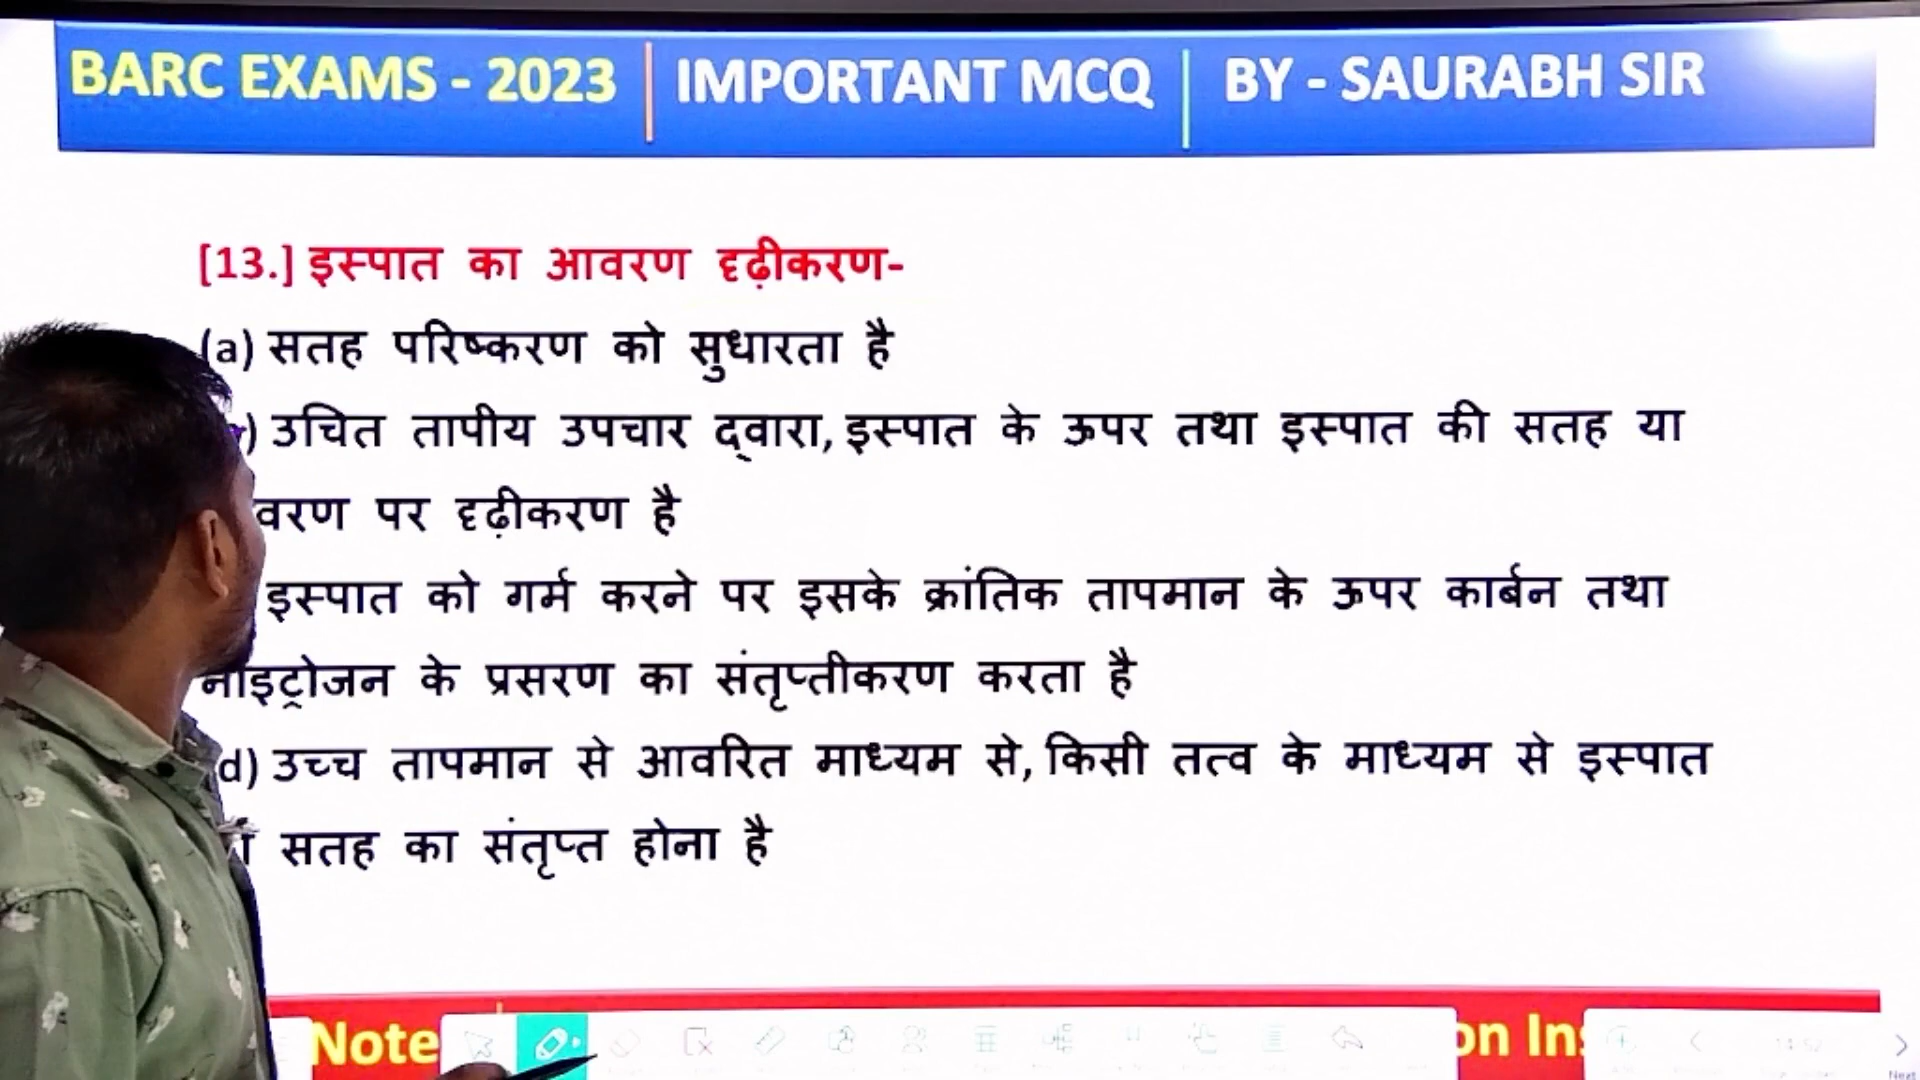 BARC EXAMS - 2023 | IMPORTANT MCQ | BY - SAURABH SIR
[13.] इस्पात का आवरण दृढ़ीकरण-
(a) सतह परिष्करण को सुधारता है
) उचित तापीय उपचार द्वारा, इस्पात के ऊपर तथा इस्पात की सतह या
वरण पर दृढ़ीकरण है
इस्पात को गर्म करने पर इसके क्रांतिक तापमान के ऊपर कार्बन तथा
नाइट्रोजन के प्रसरण का संतृप्तीकरण करता है
d) उच्च तापमान से आवरित माध्यम से, किसी तत्व के माध्यम से इस्पात
सतह का संतृप्त होना है
Note on Ins
Next